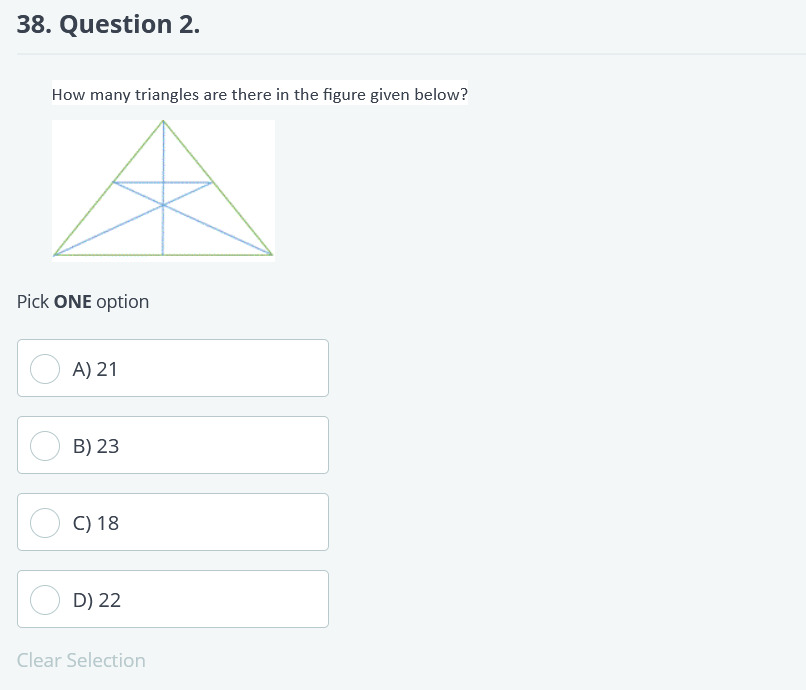 38. Question 2.
How many triangles are there in the figure given below?
Pick ONE option
A) 21
B) 23
C) 18
D) 22
Clear Selection